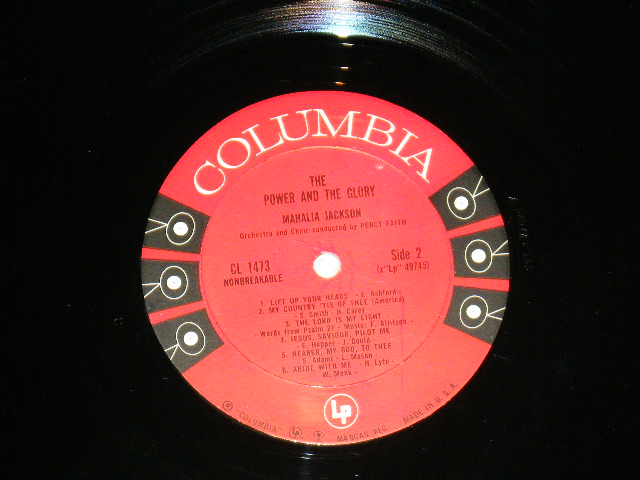 COLUMBIA
THE
POWER AND THE GLORY
MAHALIA JACKSON
Orchestra and Choir conducted by PERCY FAITH
CL 1473
NONBREAKABLE
Side 2
(x"Lp" 49745)
1. LIFT UP YOUR HEADS - E. Ashford -
2. MY COUNTRY 'TIS OF THEE (America)
- S. Smith - H. Carey -
3. THE LORD IS MY LIGHT
- Words from Psalm 27 - Music: F. Allitsen -
4. JESUS, SAVIOUR, PILOT ME
- E. Hopper - J. Gould -
5. NEARER, MY GOD, TO THEE
- S. Adams - L. Mason -
6. ABIDE WITH ME - H. Lyte -
W. Monk -
Lp
® "COLUMBIA" Lp MARCAS REG. MADE IN U.S.A.